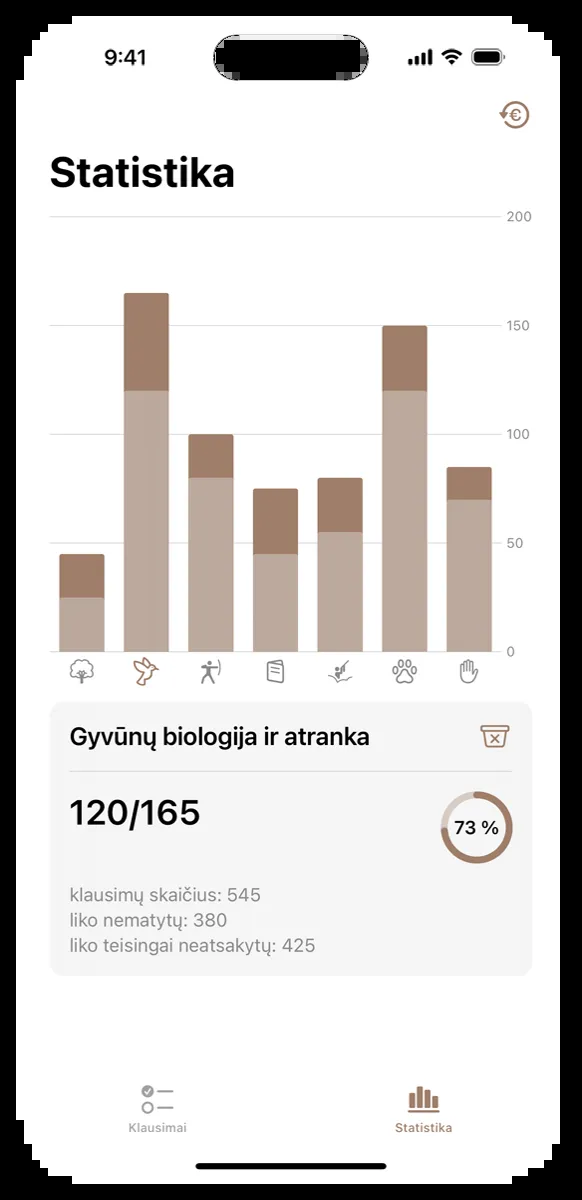 9:41
€
Statistika
200
150
100
50
0
Gyvūnų biologija ir atranka
120/165
73 %
klausimų skaičius: 545
liko nematytų: 380
liko teisingai neatsakytų: 425
Klausimai
Statistika